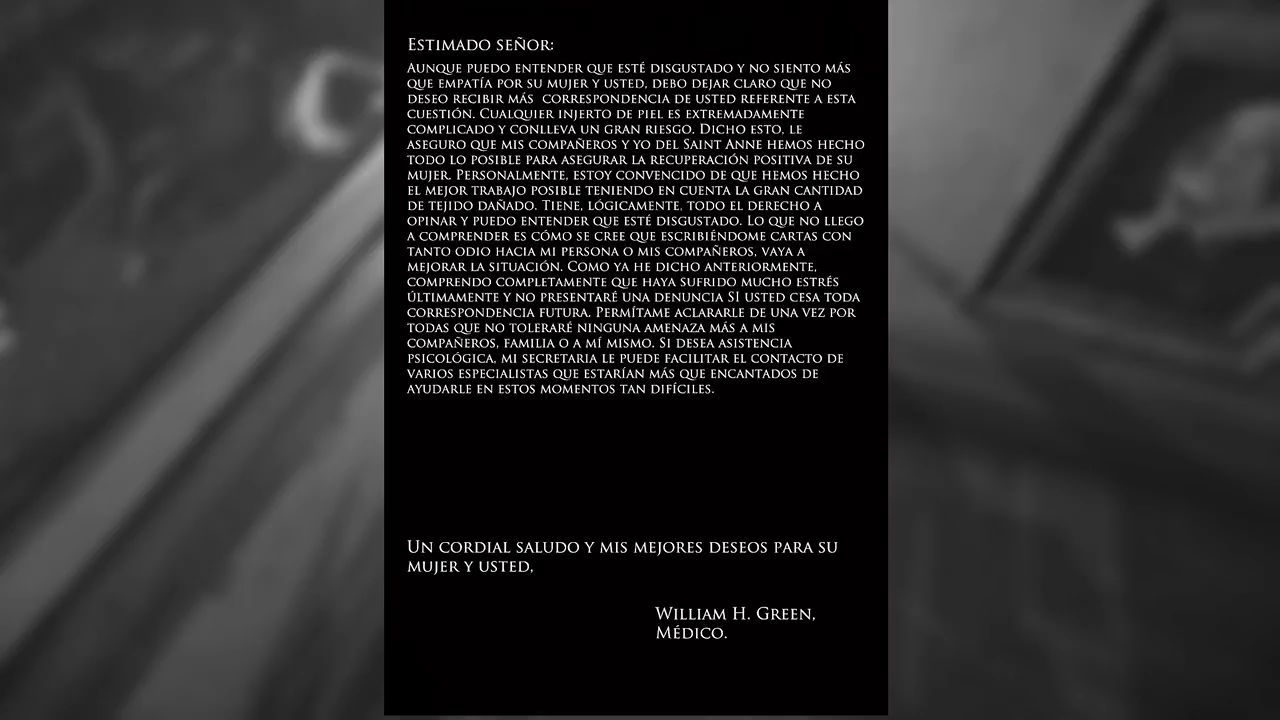 Estimado señor:
Aunque puedo entender que esté disgustado y no siento más
que empatía por su mujer y usted, debo dejar claro que no
deseo recibir más  correspondencia de usted referente a esta
cuestión. Cualquier injerto de piel es extremadamente
complicado y conlleva un gran riesgo. Dicho esto, le
aseguro que mis compañeros y yo del Saint Anne hemos hecho
todo lo posible para asegurar la recuperación positiva de su
mujer. Personalmente, estoy convencido de que hemos hecho
el mejor trabajo posible teniendo en cuenta la gran cantidad
de tejido dañado. Tiene, lógicamente, todo el derecho a
opinar y puedo entender que esté disgustado. Lo que no llego
a comprender es cómo se cree que escribiéndome cartas con
tanto odio hacia mi persona o mis compañeros, vaya a
mejorar la situación. Como ya he dicho anteriormente,
comprendo completamente que haya sufrido mucho estrés
últimamente y no presentaré una denuncia SI usted cesa toda
correspondencia futura. Permítame aclararle de una vez por
todas que no toleraré ninguna amenaza más a mis
compañeros, familia o a mí mismo. Si desea asistencia
psicológica, mi secretaria le puede facilitar el contacto de
varios especialistas que estarían más que encantados de
ayudarle en estos momentos tan difíciles.
Un cordial saludo y mis mejores deseos para su
mujer y usted,
William H. Green,
Médico.